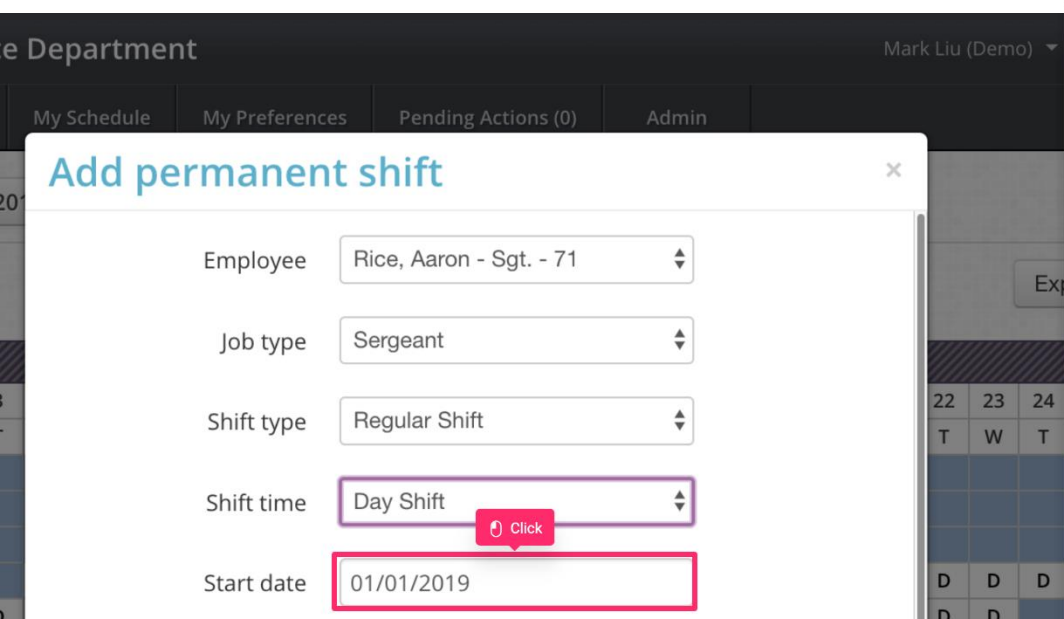 e Department
Mark Liu (Demo)
My Schedule My Preferences Pending Actions (0) Admin
Add permanent shift ×
201
Employee Rice, Aaron - Sgt. - 71
Exp
Job type Sergeant
22 23 24
Shift type Regular Shift
T W T
Shift time Day Shift
Click
Start date 01/01/2019
D D D
D D